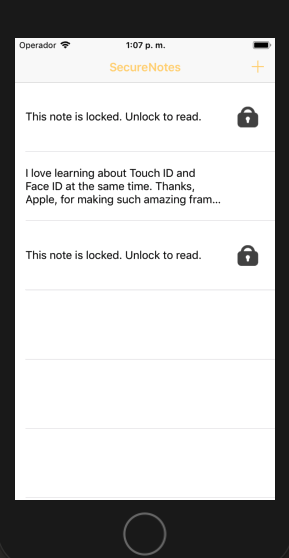 Operador 1:07 p. m.
SecureNotes +
This note is locked. Unlock to read.
I love learning about Touch ID and
Face ID at the same time. Thanks,
Apple, for making such amazing fram...
This note is locked. Unlock to read.